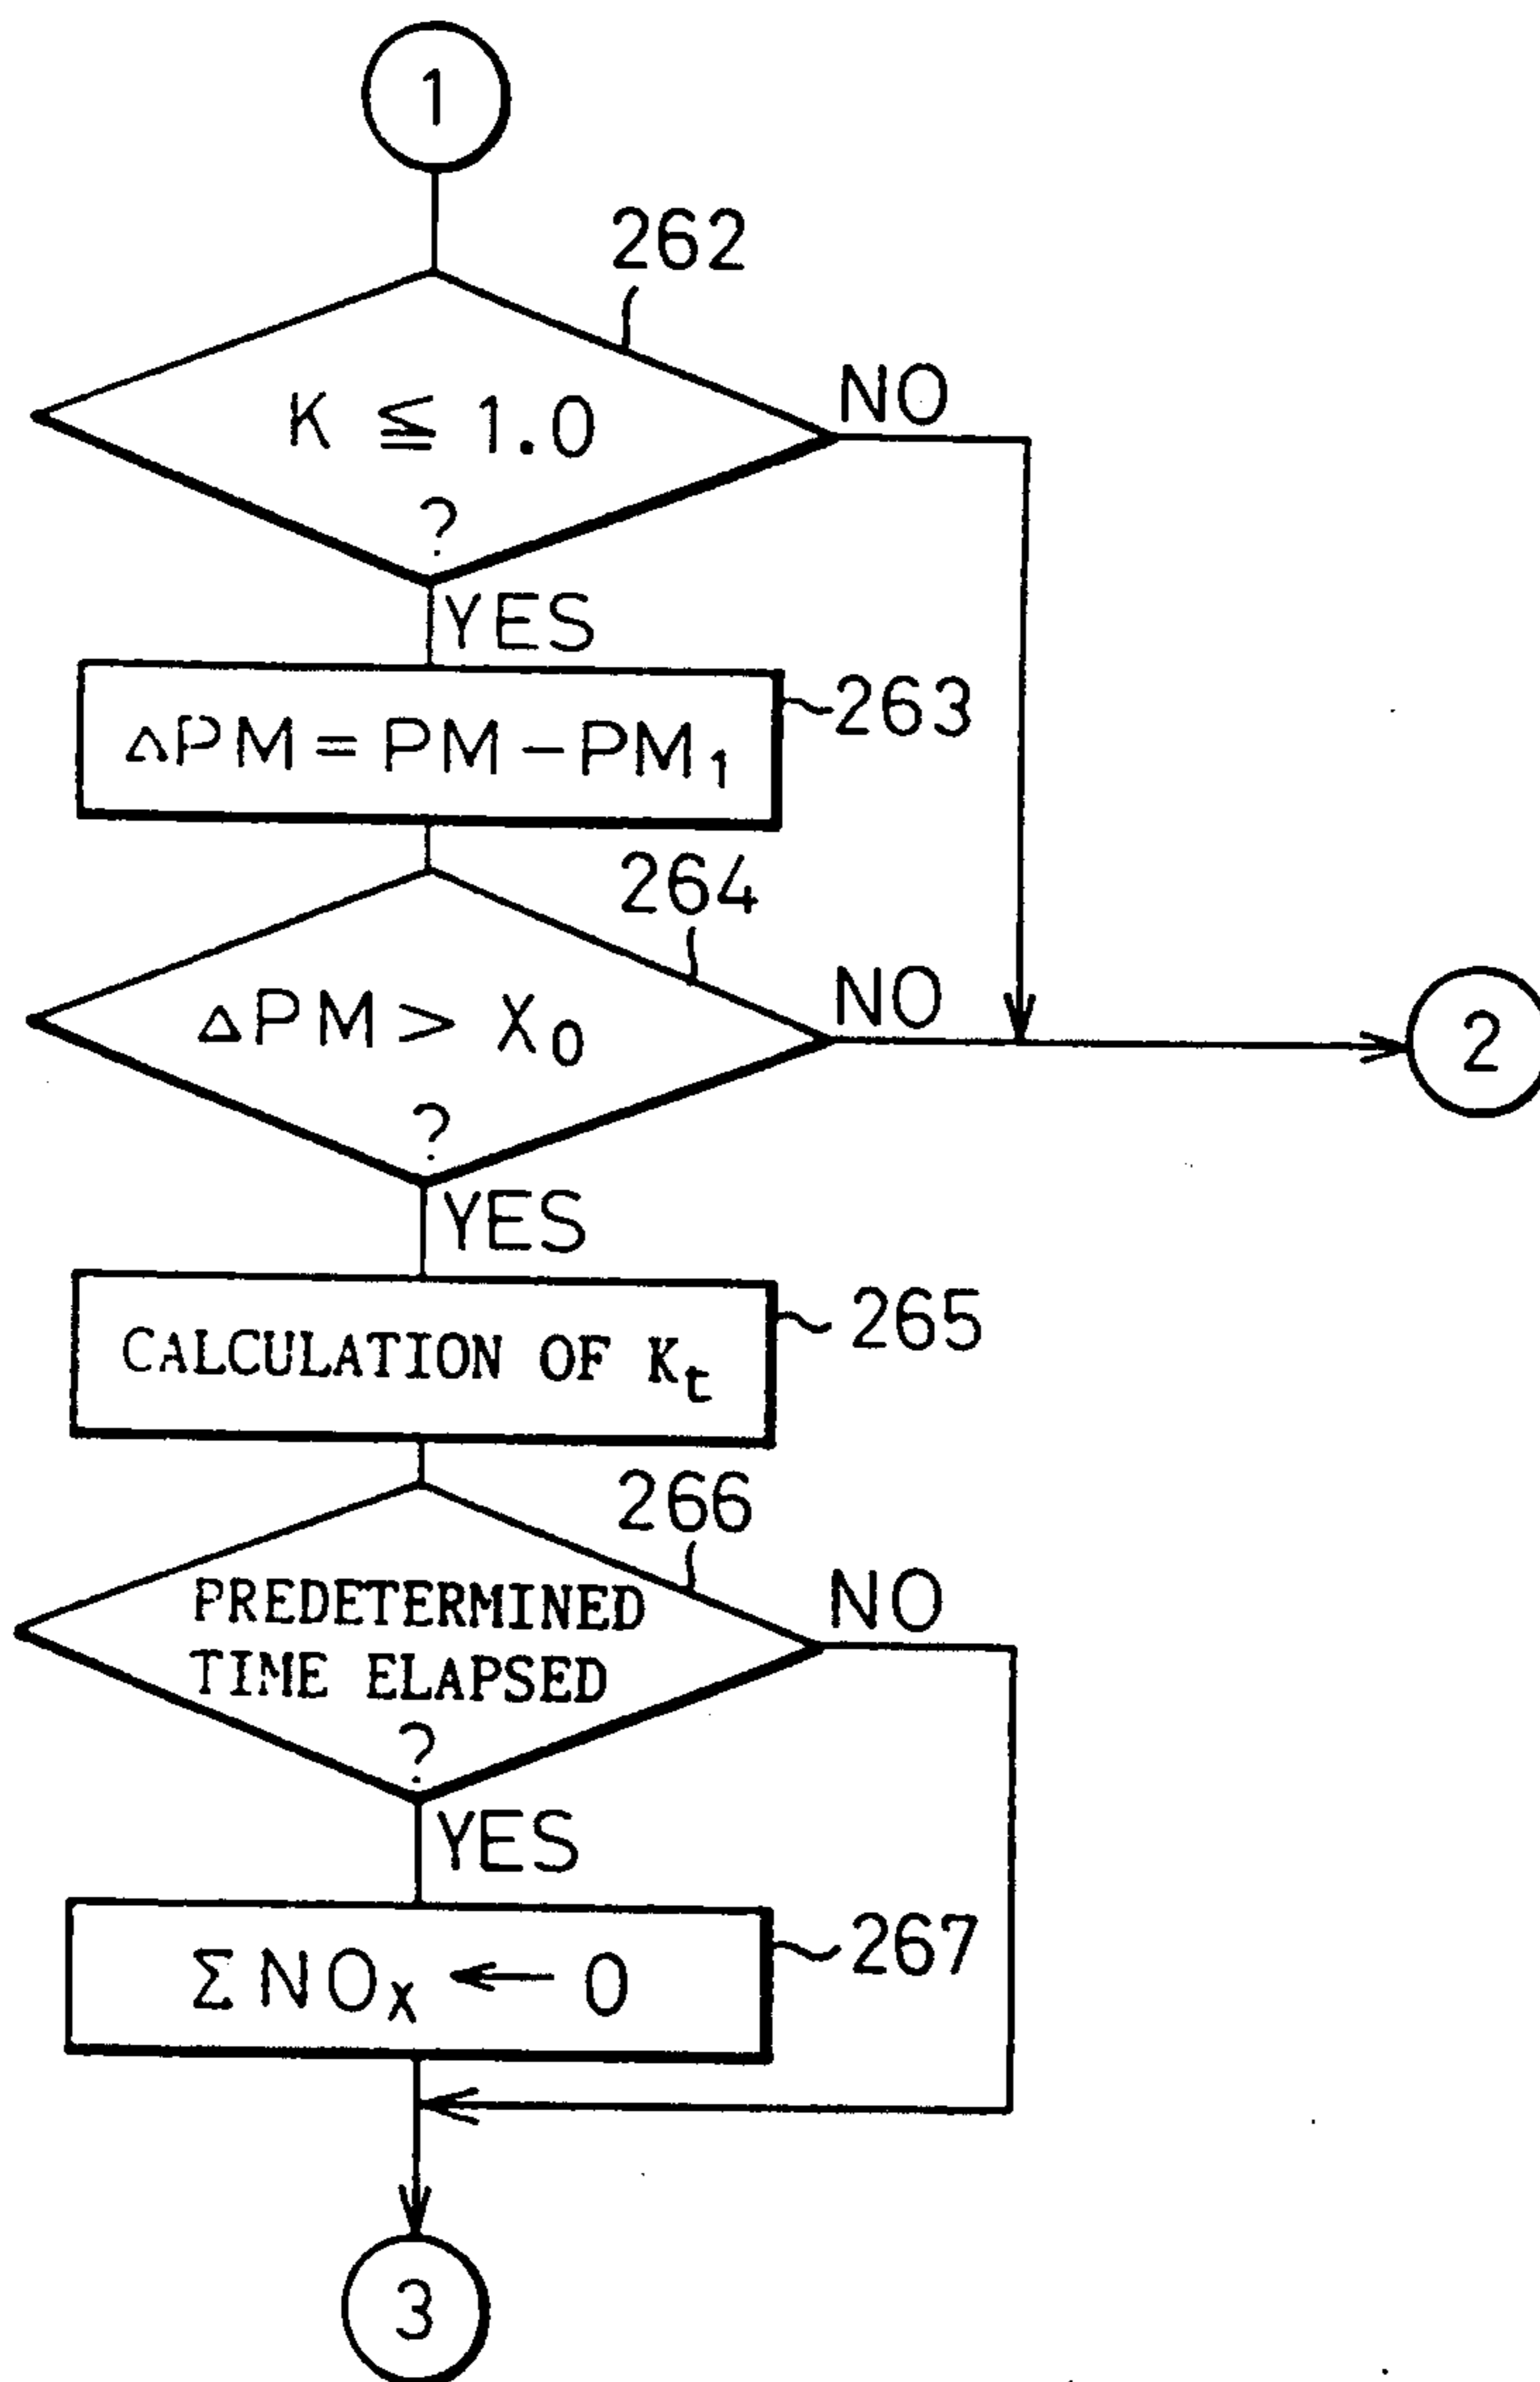 1
262
K ≦ 1.0
?
NO
YES
ΔPM = PM − PM₁
263
264
ΔPM > X₀
?
NO
2
YES
CALCULATION OF Kₜ
265
266
PREDETERMINED
TIME ELAPSED
?
NO
YES
ΣNOₓ ← 0
267
3